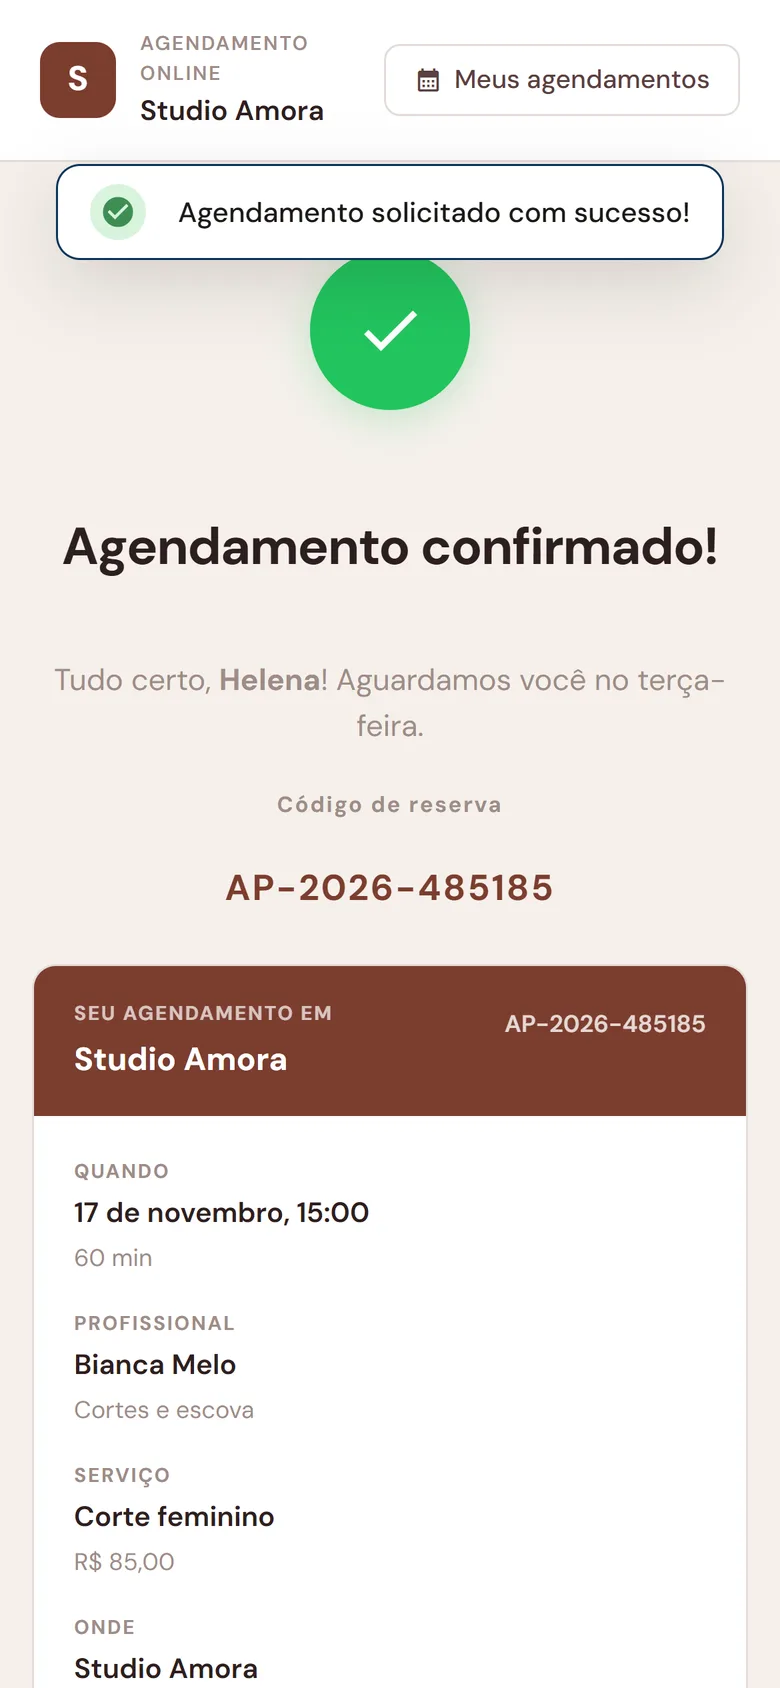 S
AGENDAMENTO
ONLINE
Studio Amora
Meus agendamentos
Agendamento solicitado com sucesso!
Agendamento confirmado!
Tudo certo, Helena! Aguardamos você no terça-
feira.
Código de reserva
AP-2026-485185
SEU AGENDAMENTO EM
Studio Amora
AP-2026-485185
QUANDO
17 de novembro, 15:00
60 min
PROFISSIONAL
Bianca Melo
Cortes e escova
SERVIÇO
Corte feminino
R$ 85,00
ONDE
Studio Amora